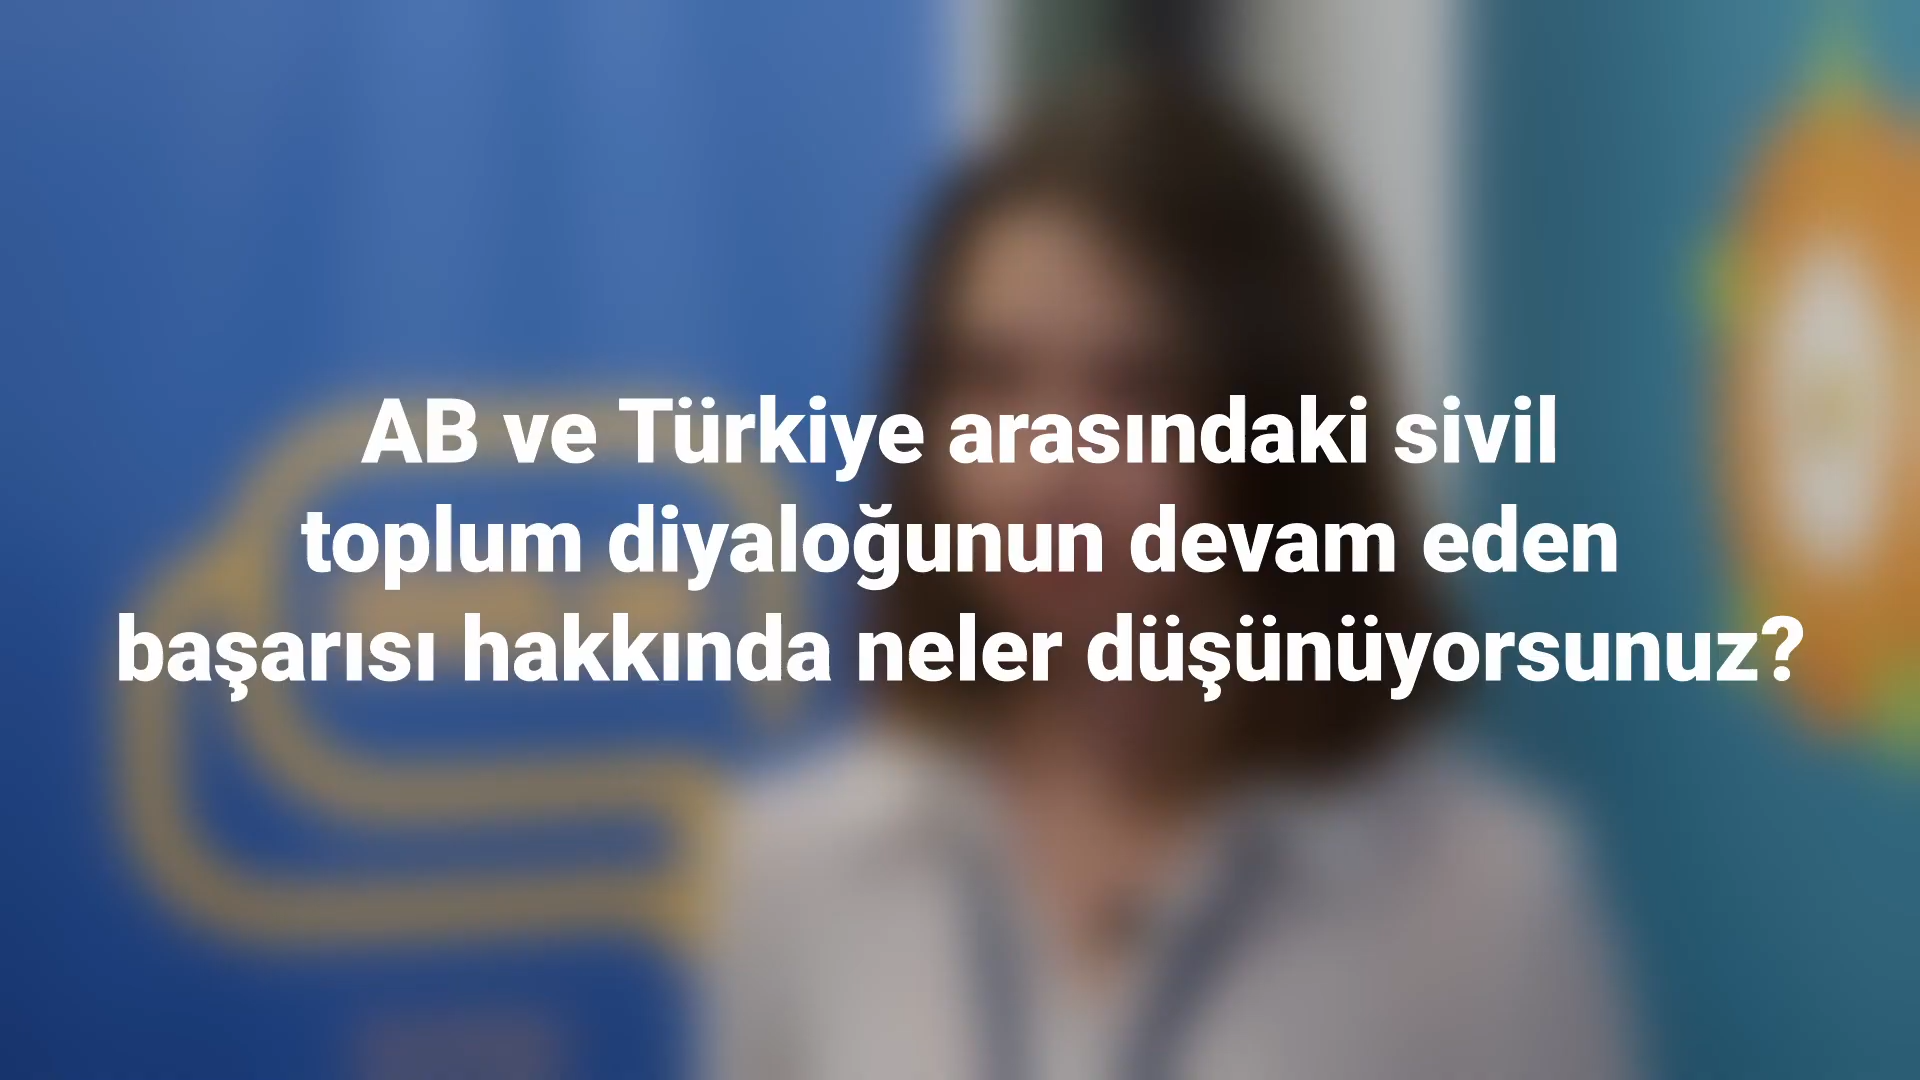 AB ve Türkiye arasındaki sivil
toplum diyaloğunun devam eden
başarısı hakkında neler düşünüyorsunuz?